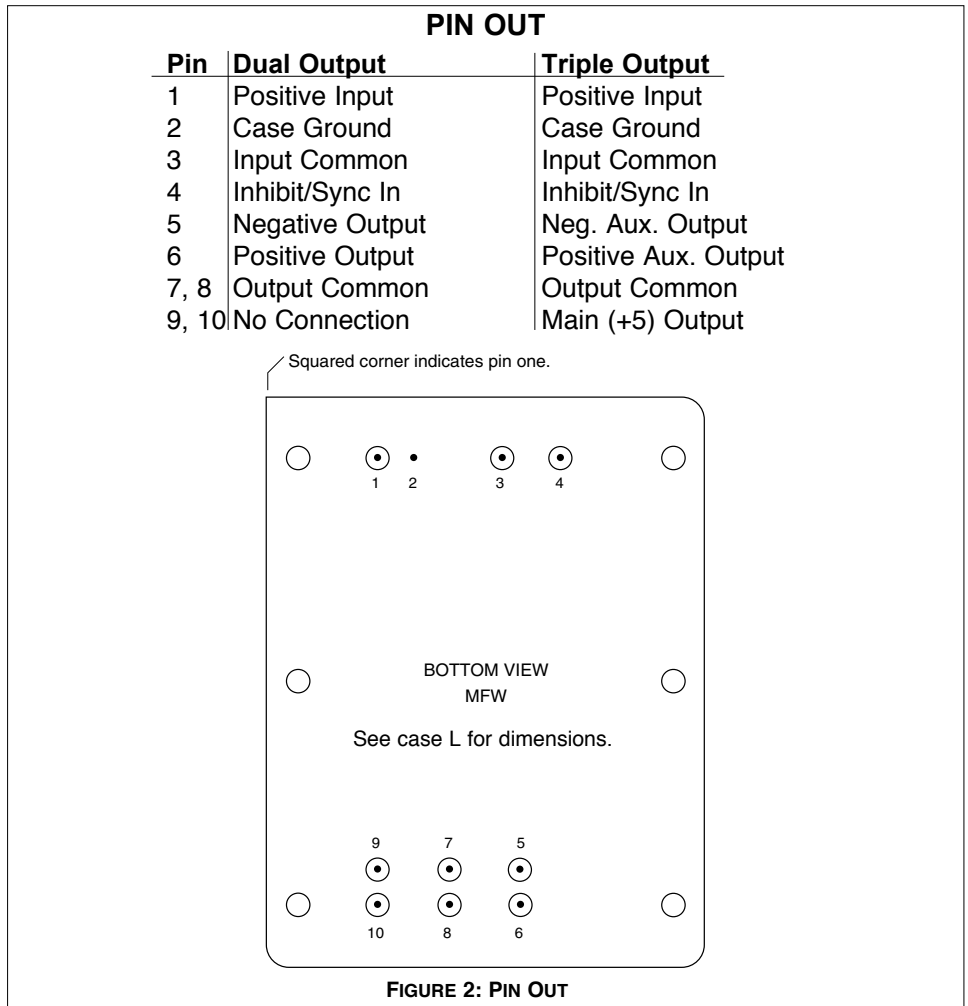 PIN OUT
Pin Dual Output Triple Output
1 Positive Input Positive Input
2 Case Ground Case Ground
3 Input Common Input Common
4 Inhibit/Sync In Inhibit/Sync In
5 Negative Output Neg. Aux. Output
6 Positive Output Positive Aux. Output
7, 8 Output Common Output Common
9, 10 No Connection Main (+5) Output
Squared corner indicates pin one.
1 2 3 4
BOTTOM VIEW
MFW
See case L for dimensions.
9 7 5
10 8 6
FIGURE 2: PIN OUT